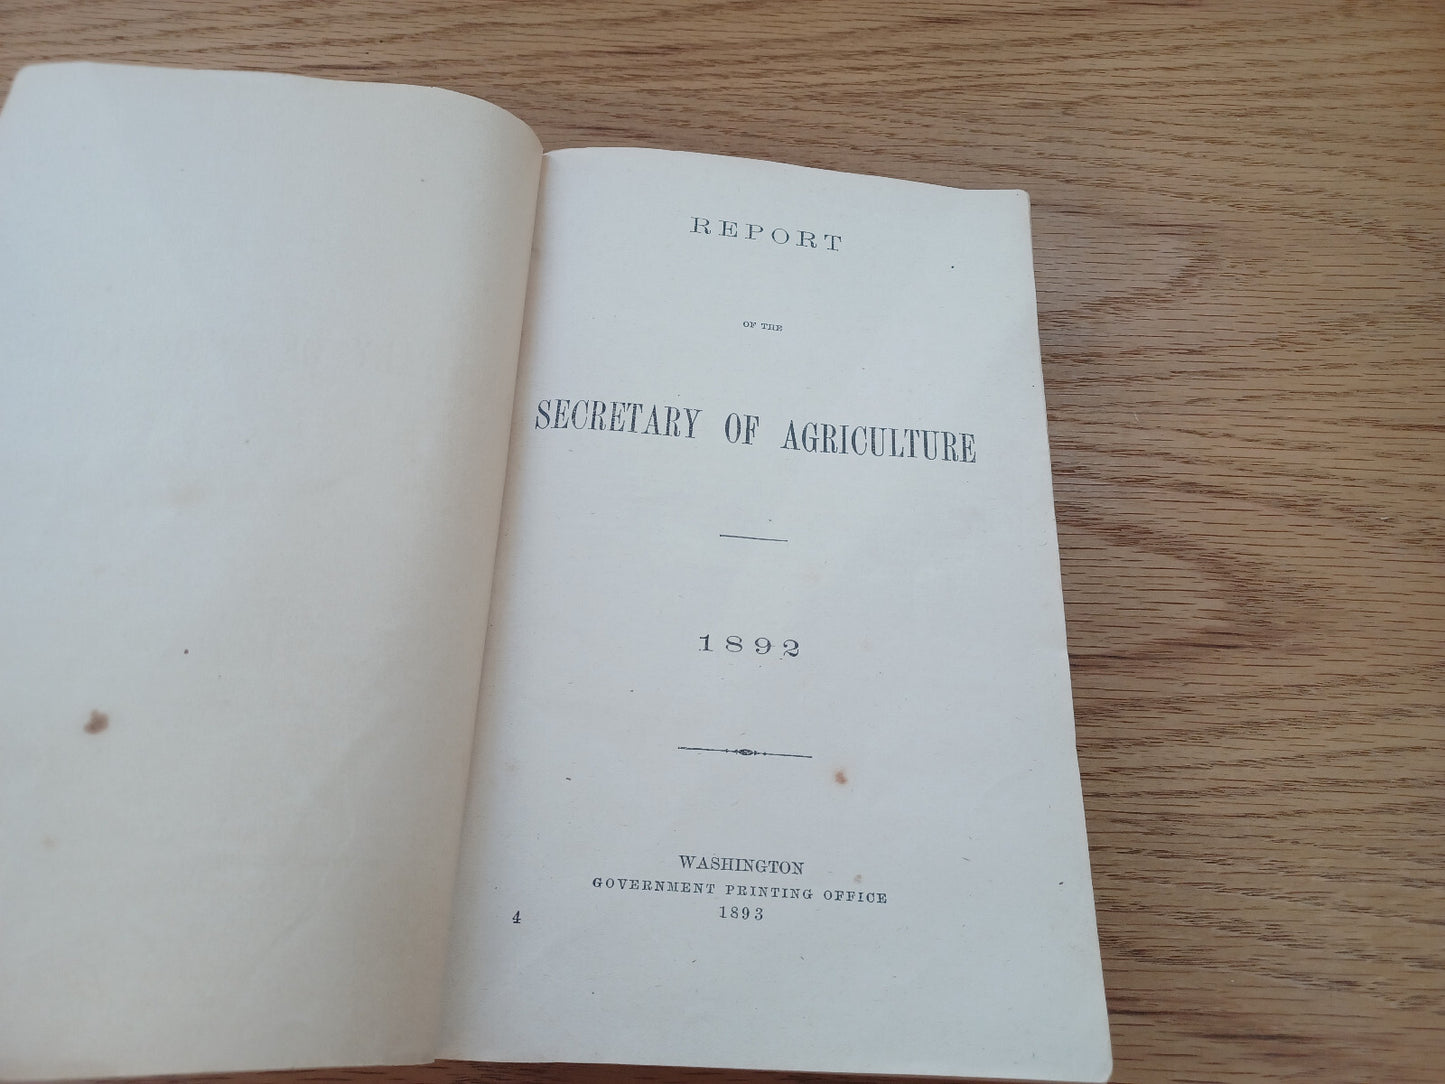 REPORT
OF THE
SECRETARY OF AGRICULTURE
1892
WASHINGTON
GOVERNMENT PRINTING OFFICE
1893
4